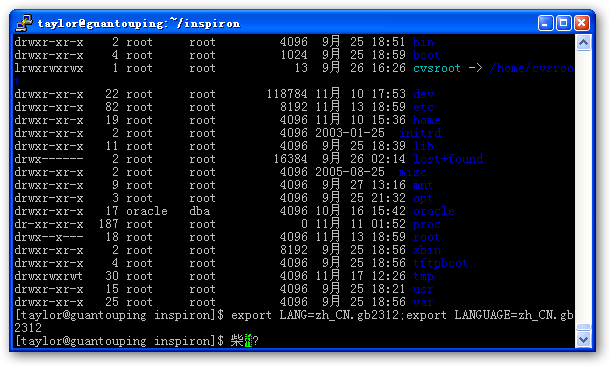 taylor@guantouping:~/inspiron
drwxr-xr-x 2 root root 4096 9月 25 18:51 bin
drwxr-xr-x 4 root root 1024 9月 25 18:59 boot
lrwxrwxrwx 1 root root 13 9月 26 16:26 cvsroot -> /home/cvsroo
t
drwxr-xr-x 22 root root 118784 11月 10 17:53 dev
drwxr-xr-x 82 root root 8192 11月 13 18:59 etc
drwxr-xr-x 19 root root 4096 11月 10 15:36 home
drwxr-xr-x 2 root root 4096 2003-01-25 initrd
drwxr-xr-x 11 root root 4096 9月 25 18:39 lib
drwx------ 2 root root 16384 9月 26 02:14 lost+found
drwxr-xr-x 2 root root 4096 2005-08-25 misc
drwxr-xr-x 9 root root 4096 9月 27 13:16 mnt
drwxr-xr-x 3 root root 4096 9月 25 21:32 opt
drwxr-xr-x 17 oracle dba 4096 10月 16 15:42 oracle
dr-xr-xr-x 187 root root 0 11月 11 01:52 proc
drwxr-x--- 18 root root 4096 11月 13 18:59 root
drwxr-xr-x 2 root root 8192 9月 25 18:56 sbin
drwxr-xr-x 4 root root 4096 9月 25 18:56 tftpboot
drwxrwxrwt 30 root root 4096 11月 17 12:26 tmp
drwxr-xr-x 15 root root 4096 9月 25 18:21 usr
drwxr-xr-x 25 root root 4096 9月 25 18:56 var
[taylor@guantouping inspiron]$ export LANG=zh_CN.gb2312;export LANGUAGE=zh_CN.gb
2312
[taylor@guantouping inspiron]$ 柴?